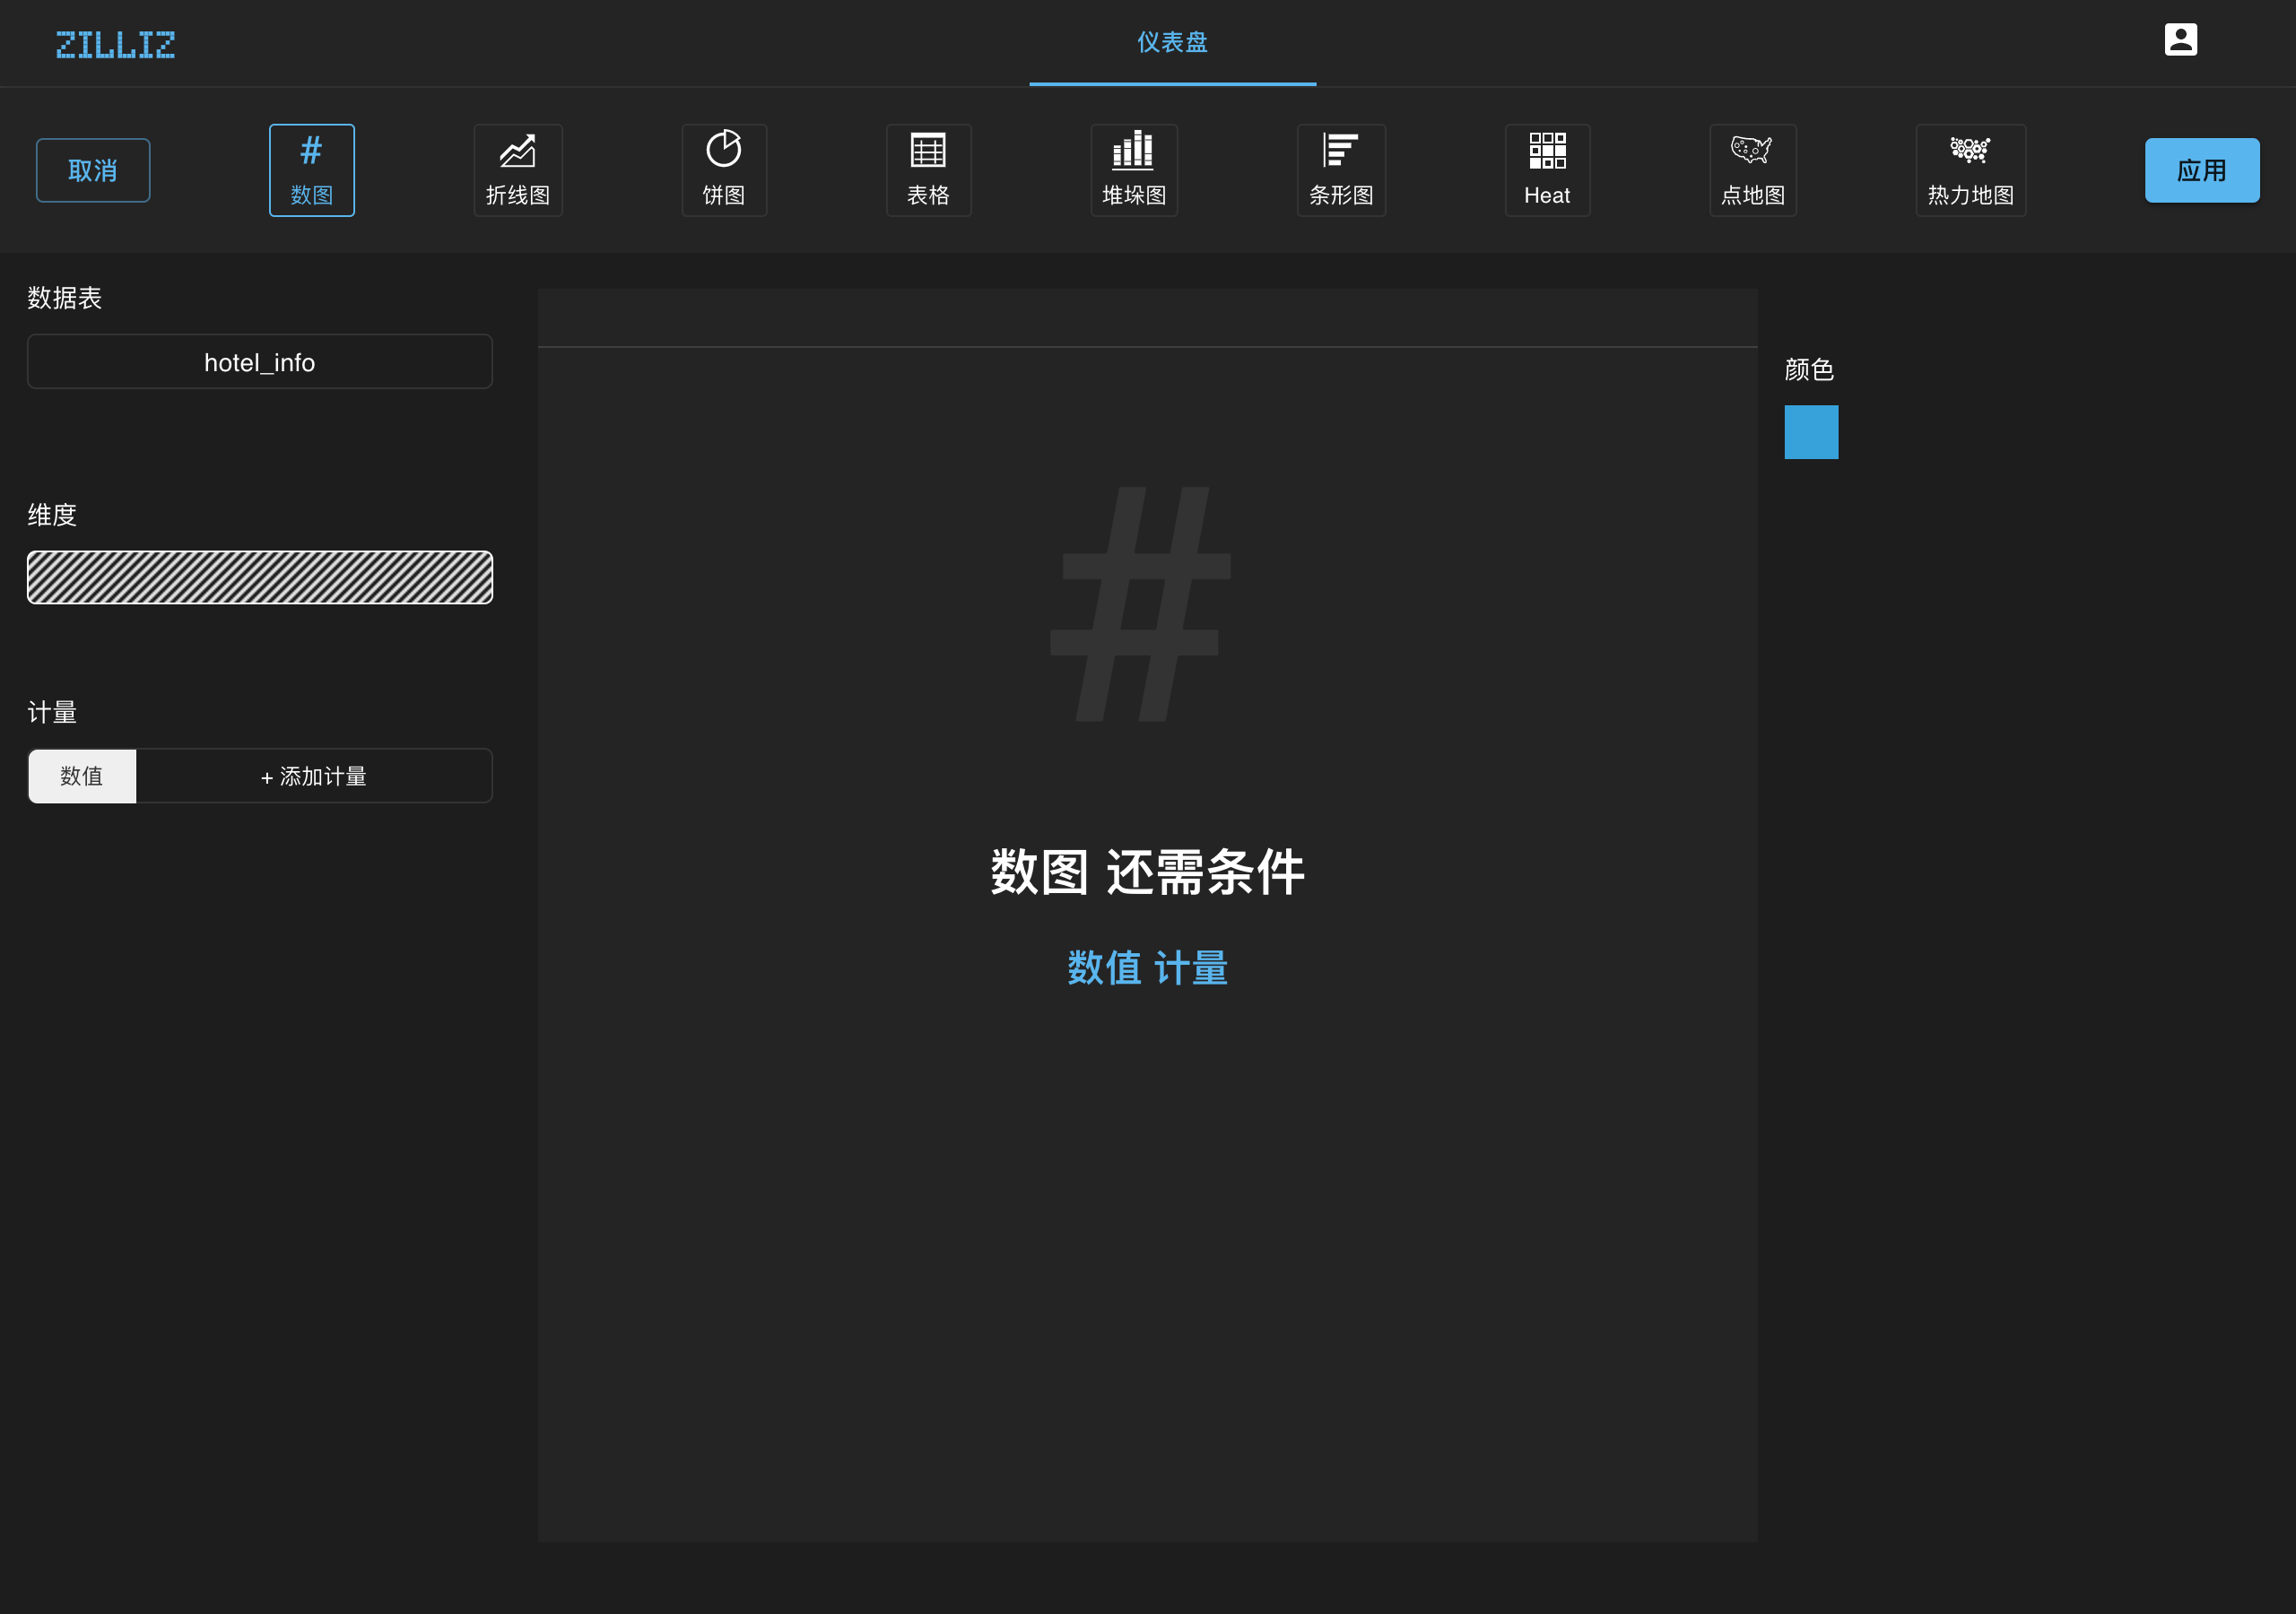 ZILLIZ
仪表盘
取消
#
数图
折线图
饼图
表格
堆垛图
条形图
Heat
点地图
热力地图
应用
数据表
hotel_info
维度
计量
数值
+ 添加计量
#
数图 还需条件
数值 计量
颜色